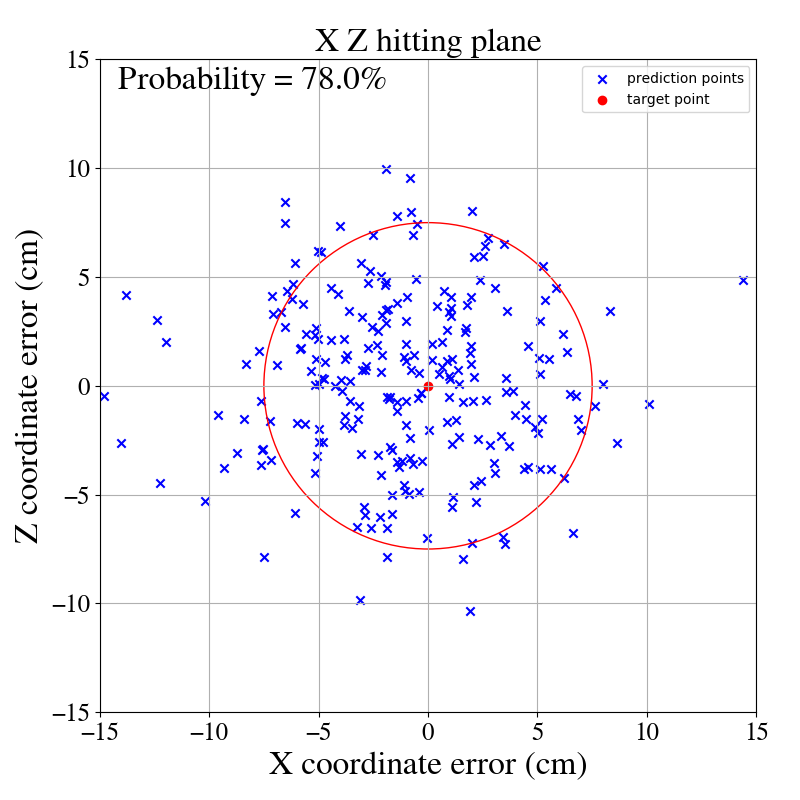 X Z hitting plane
Probability = 78.0%
prediction points
target point
15
10
5
0
−5
−10
−15
Z coordinate error (cm)
−15 −10 −5 0 5 10 15
X coordinate error (cm)